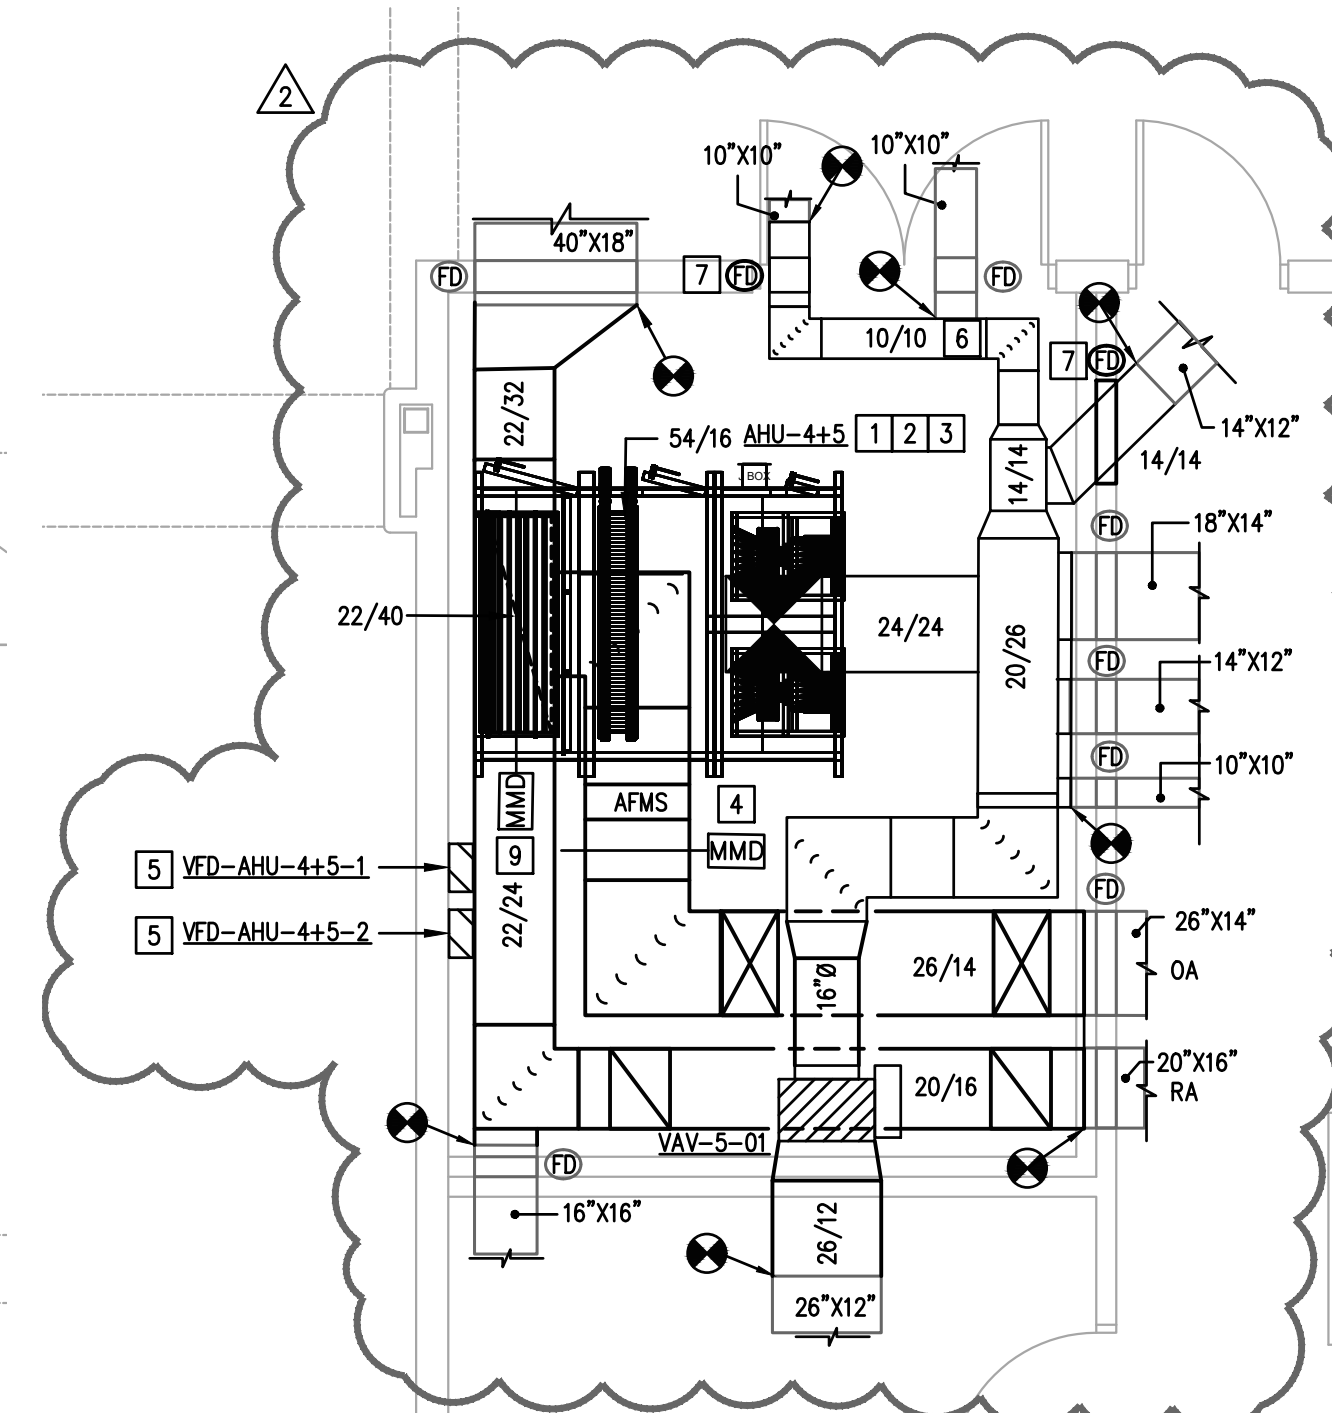 2
10"X10"
10"X10"
40"X18"
FD
7
FD
FD
10/10
6
7
FD
22/32
14"X12"
54/16
AHU-4+5
1
2
3
14/14
14/14
J BOX
18"X14"
FD
22/40
24/24
20/26
FD
14"X12"
FD
10"X10"
MMD
AFMS
4
9
MMD
5
VFD-AHU-4+5-1
FD
22/24
5
VFD-AHU-4+5-2
26"X14"
16"Ø
26/14
OA
20"X16"
20/16
RA
VAV-5-01
FD
16"X16"
26/12
26"X12"